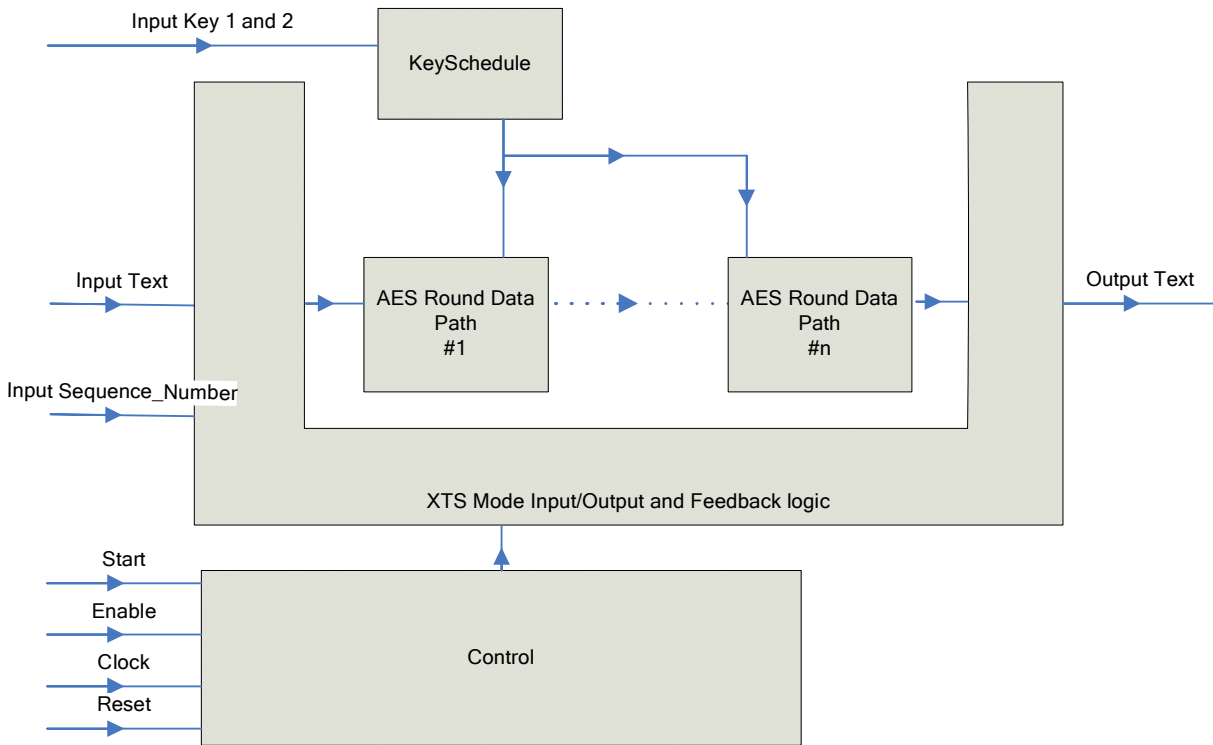 Input Key 1 and 2
KeySchedule
Input Text
AES Round Data
Path
#1
AES Round Data
Path
#n
Output Text
Input Sequence_Number
XTS Mode Input/Output and Feedback logic
Start
Enable
Clock
Reset
Control